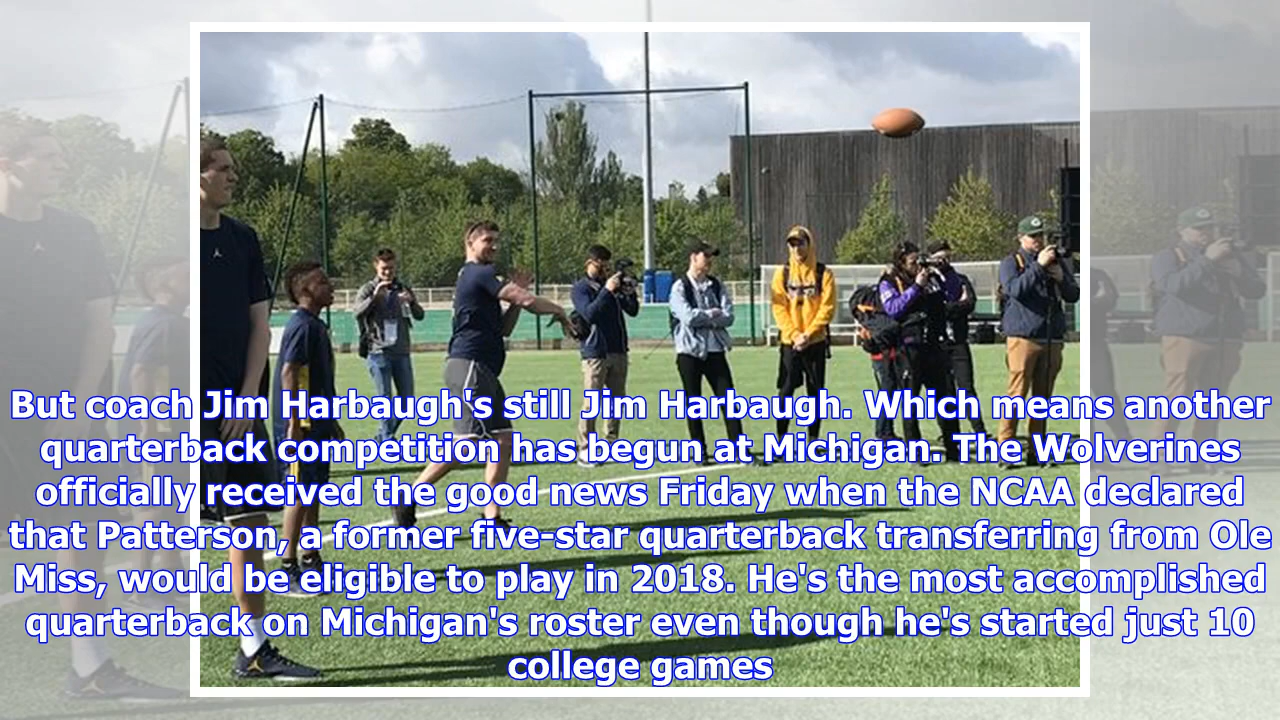 But coach Jim Harbaugh's still Jim Harbaugh. Which means another
quarterback competition has begun at Michigan. The Wolverines
officially received the good news Friday when the NCAA declared
that Patterson, a former five-star quarterback transferring from Ole
Miss, would be eligible to play in 2018. He's the most accomplished
quarterback on Michigan's roster even though he's started just 10
college games